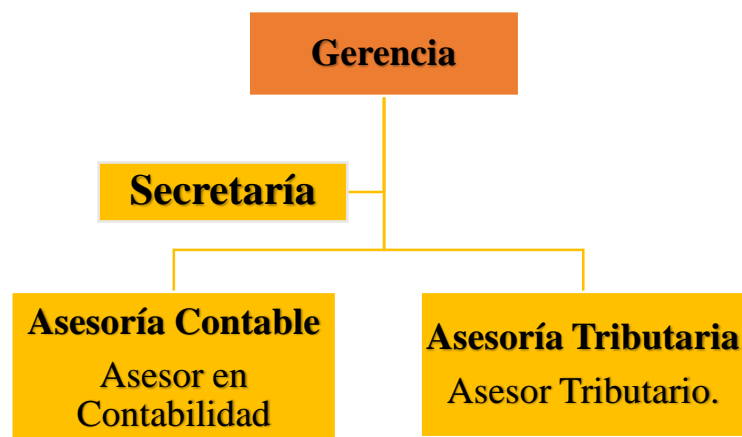 Gerencia
Secretaría
Asesoría Contable
Asesor en
Contabilidad
Asesoría Tributaria
Asesor Tributario.